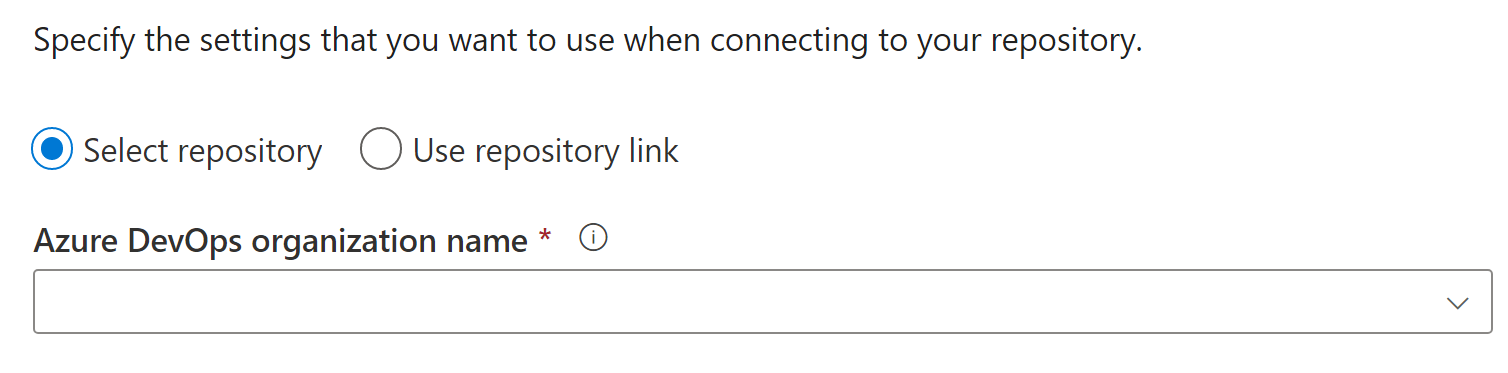 Specify the settings that you want to use when connecting to your repository.
Select repository Use repository link
Azure DevOps organization name *